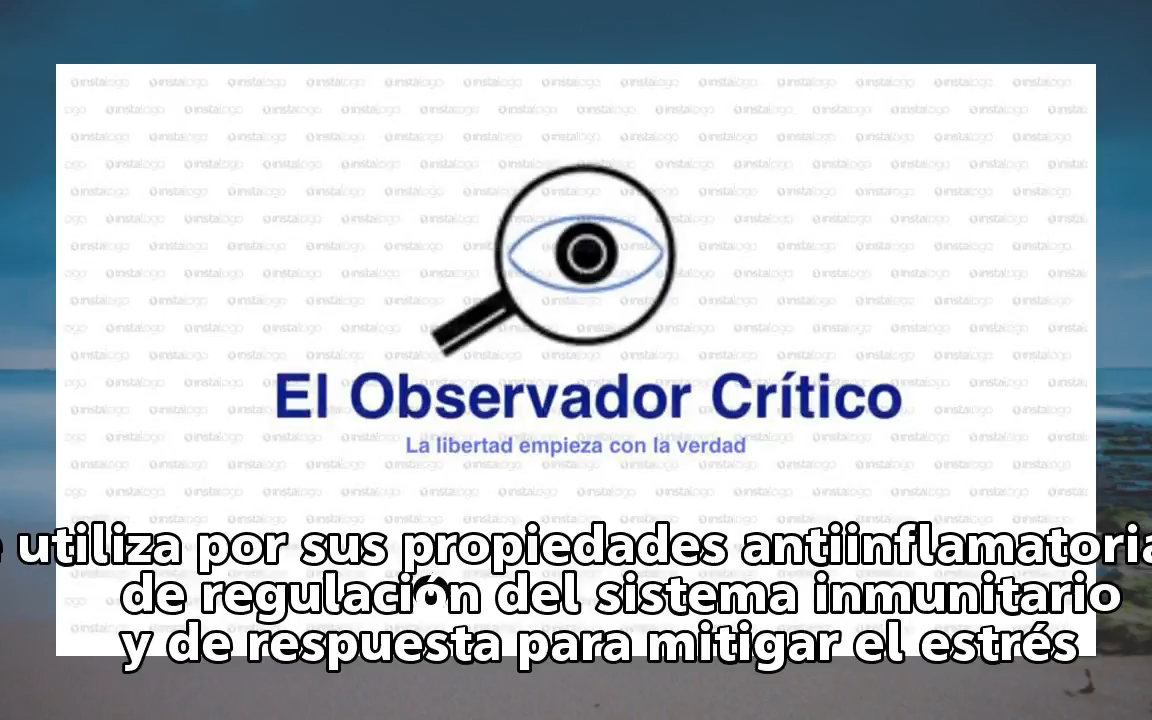 El Observador Crítico
La libertad empieza con la verdad
utiliza por sus propiedades
de regulación del sistema inmunitario
y de respuesta para mitigar el estrés